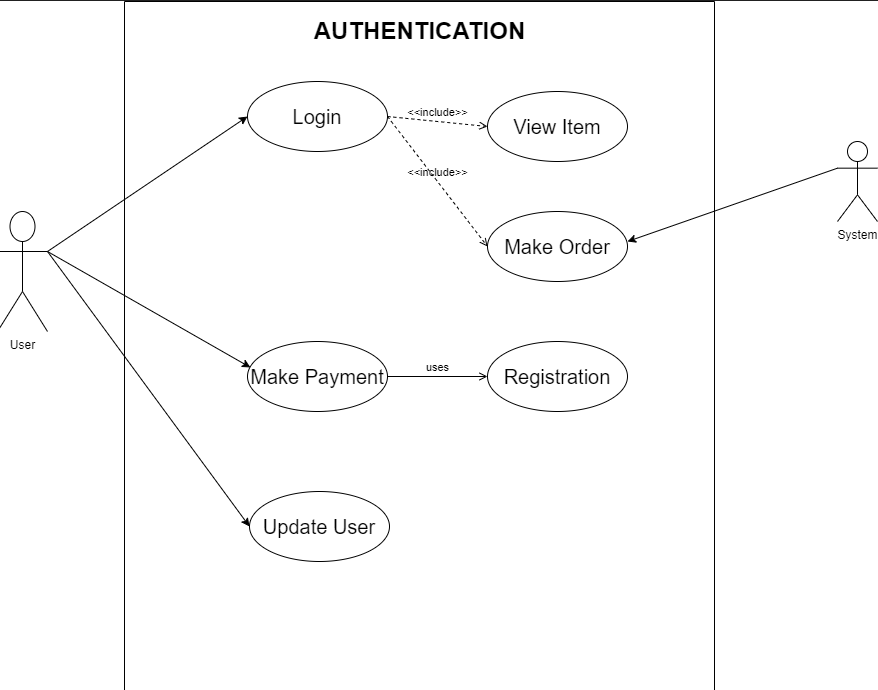 AUTHENTICATION
Login
<<include>>
View Item
<<include>>
Make Order
System
User
Make Payment
uses
Registration
Update User